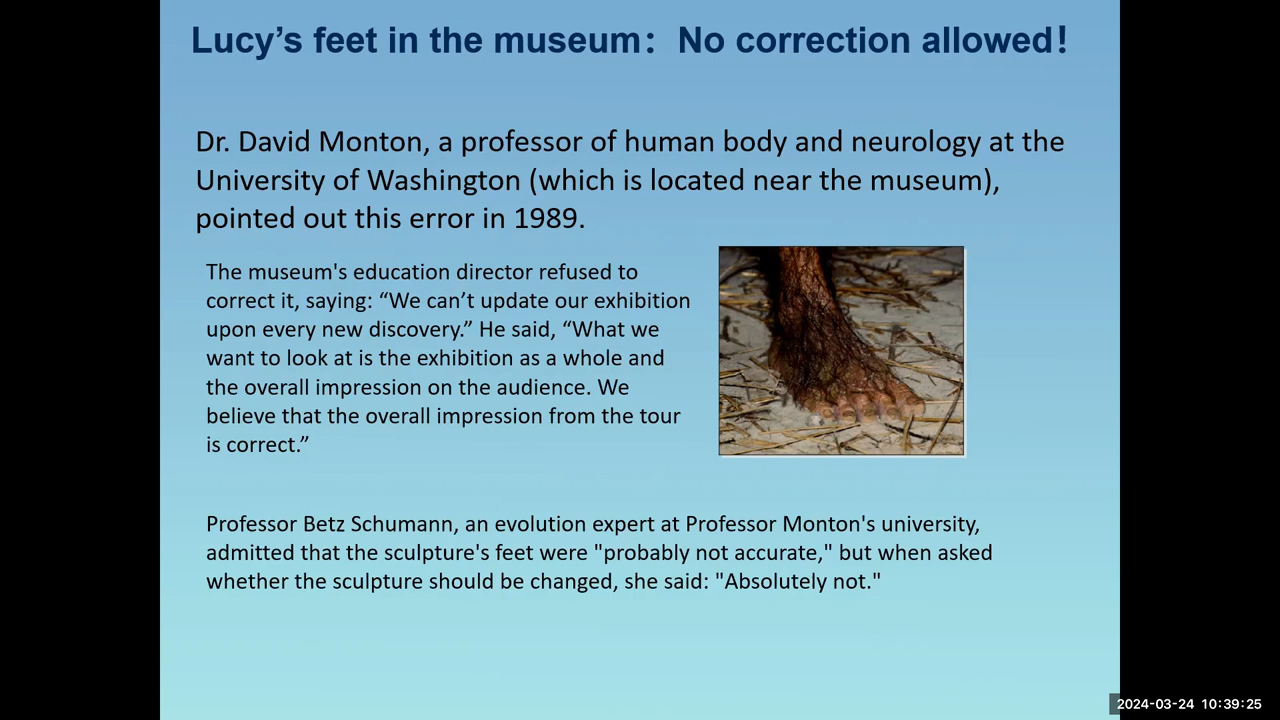 Lucy’s feet in the museum:  No correction allowed!
Dr. David Monton, a professor of human body and neurology at the
University of Washington (which is located near the museum),
pointed out this error in 1989.
The museum's education director refused to
correct it, saying: “We can’t update our exhibition
upon every new discovery.” He said, “What we
want to look at is the exhibition as a whole and
the overall impression on the audience. We
believe that the overall impression from the tour
is correct.”
Professor Betz Schumann, an evolution expert at Professor Monton's university,
admitted that the sculpture's feet were "probably not accurate," but when asked
whether the sculpture should be changed, she said: "Absolutely not."
2024-03-24 10:39:25